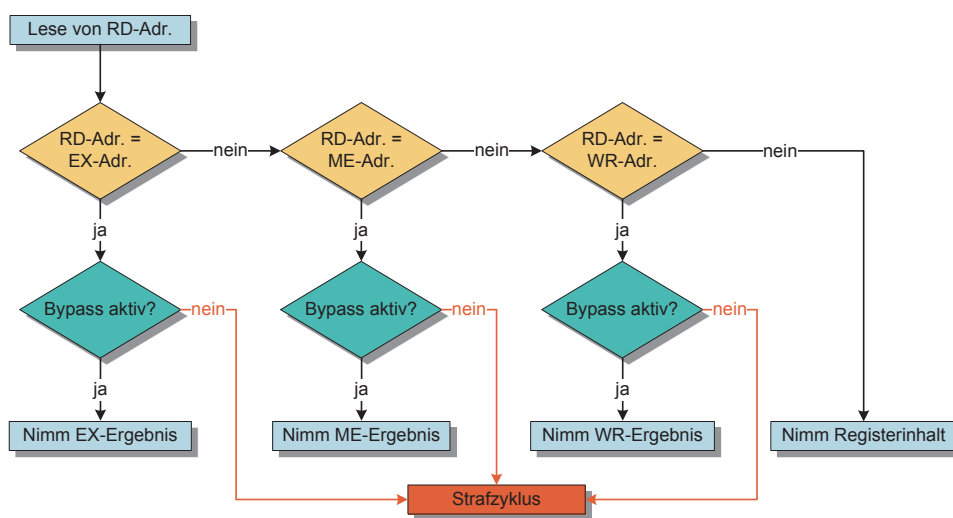 Lese von RD-Adr.
RD-Adr. =
EX-Adr.
nein
RD-Adr. =
ME-Adr.
nein
RD-Adr. =
WR-Adr.
nein
ja
ja
ja
Bypass aktiv?
nein
Bypass aktiv?
nein
Bypass aktiv?
nein
ja
ja
ja
Nimm EX-Ergebnis
Nimm ME-Ergebnis
Nimm WR-Ergebnis
Nimm Registerinhalt
Strafzyklus